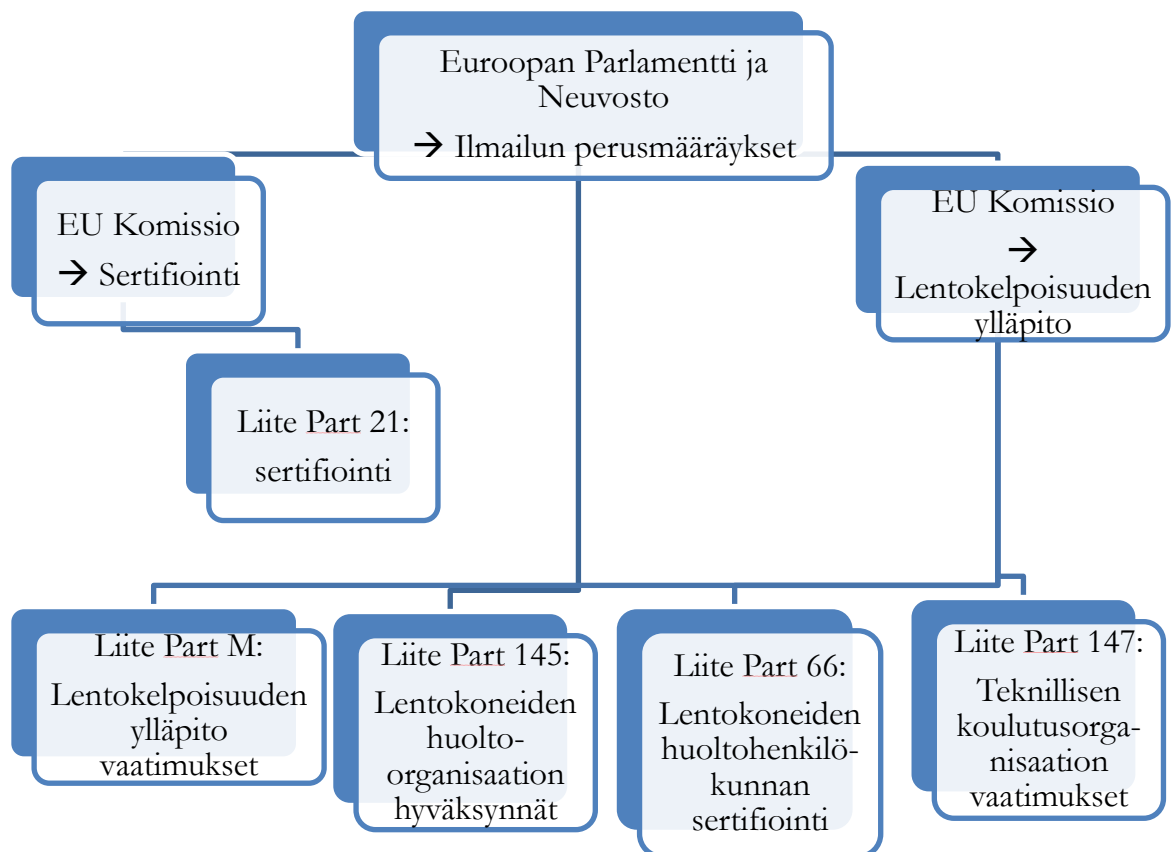 Euroopan Parlamentti ja
Neuvosto
→ Ilmailun perusmääräykset
EU Komissio
→ Sertifiointi
EU Komissio
→
Lentokelpoisuuden
ylläpito
Liite Part 21:
sertifiointi
Liite Part M:
Lentokelpoisuuden
ylläpito
vaatimukset
Liite Part 145:
Lentokoneiden
huolto-
organisaation
hyväksynnät
Liite Part 66:
Lentokoneiden
huoltohenkilö-
kunnan
sertifiointi
Liite Part 147:
Teknillisen
koulutusorga-
nisaation
vaatimukset